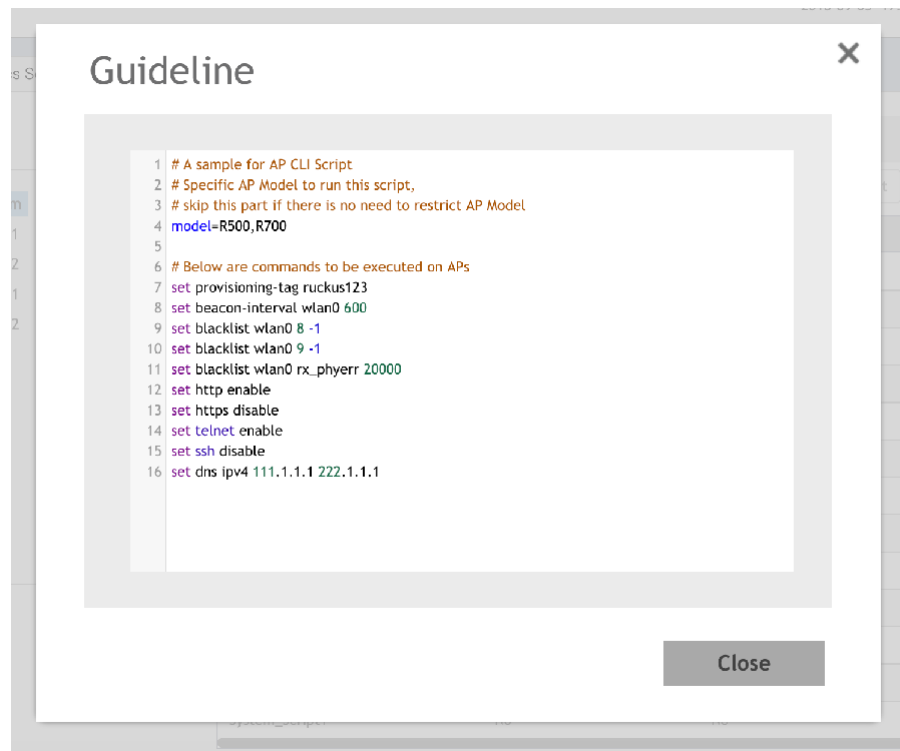 Guideline
1 # A sample for AP CLI Script
2 # Specific AP Model to run this script,
3 # skip this part if there is no need to restrict AP Model
4 model=R500,R700
5
6 # Below are commands to be executed on APs
7 set provisioning-tag ruckus123
8 set beacon-interval wlan0 600
9 set blacklist wlan0 8 -1
10 set blacklist wlan0 9 -1
11 set blacklist wlan0 rx_phyerr 20000
12 set http enable
13 set https disable
14 set telnet enable
15 set ssh disable
16 set dns ipv4 111.1.1.1 222.1.1.1
Close